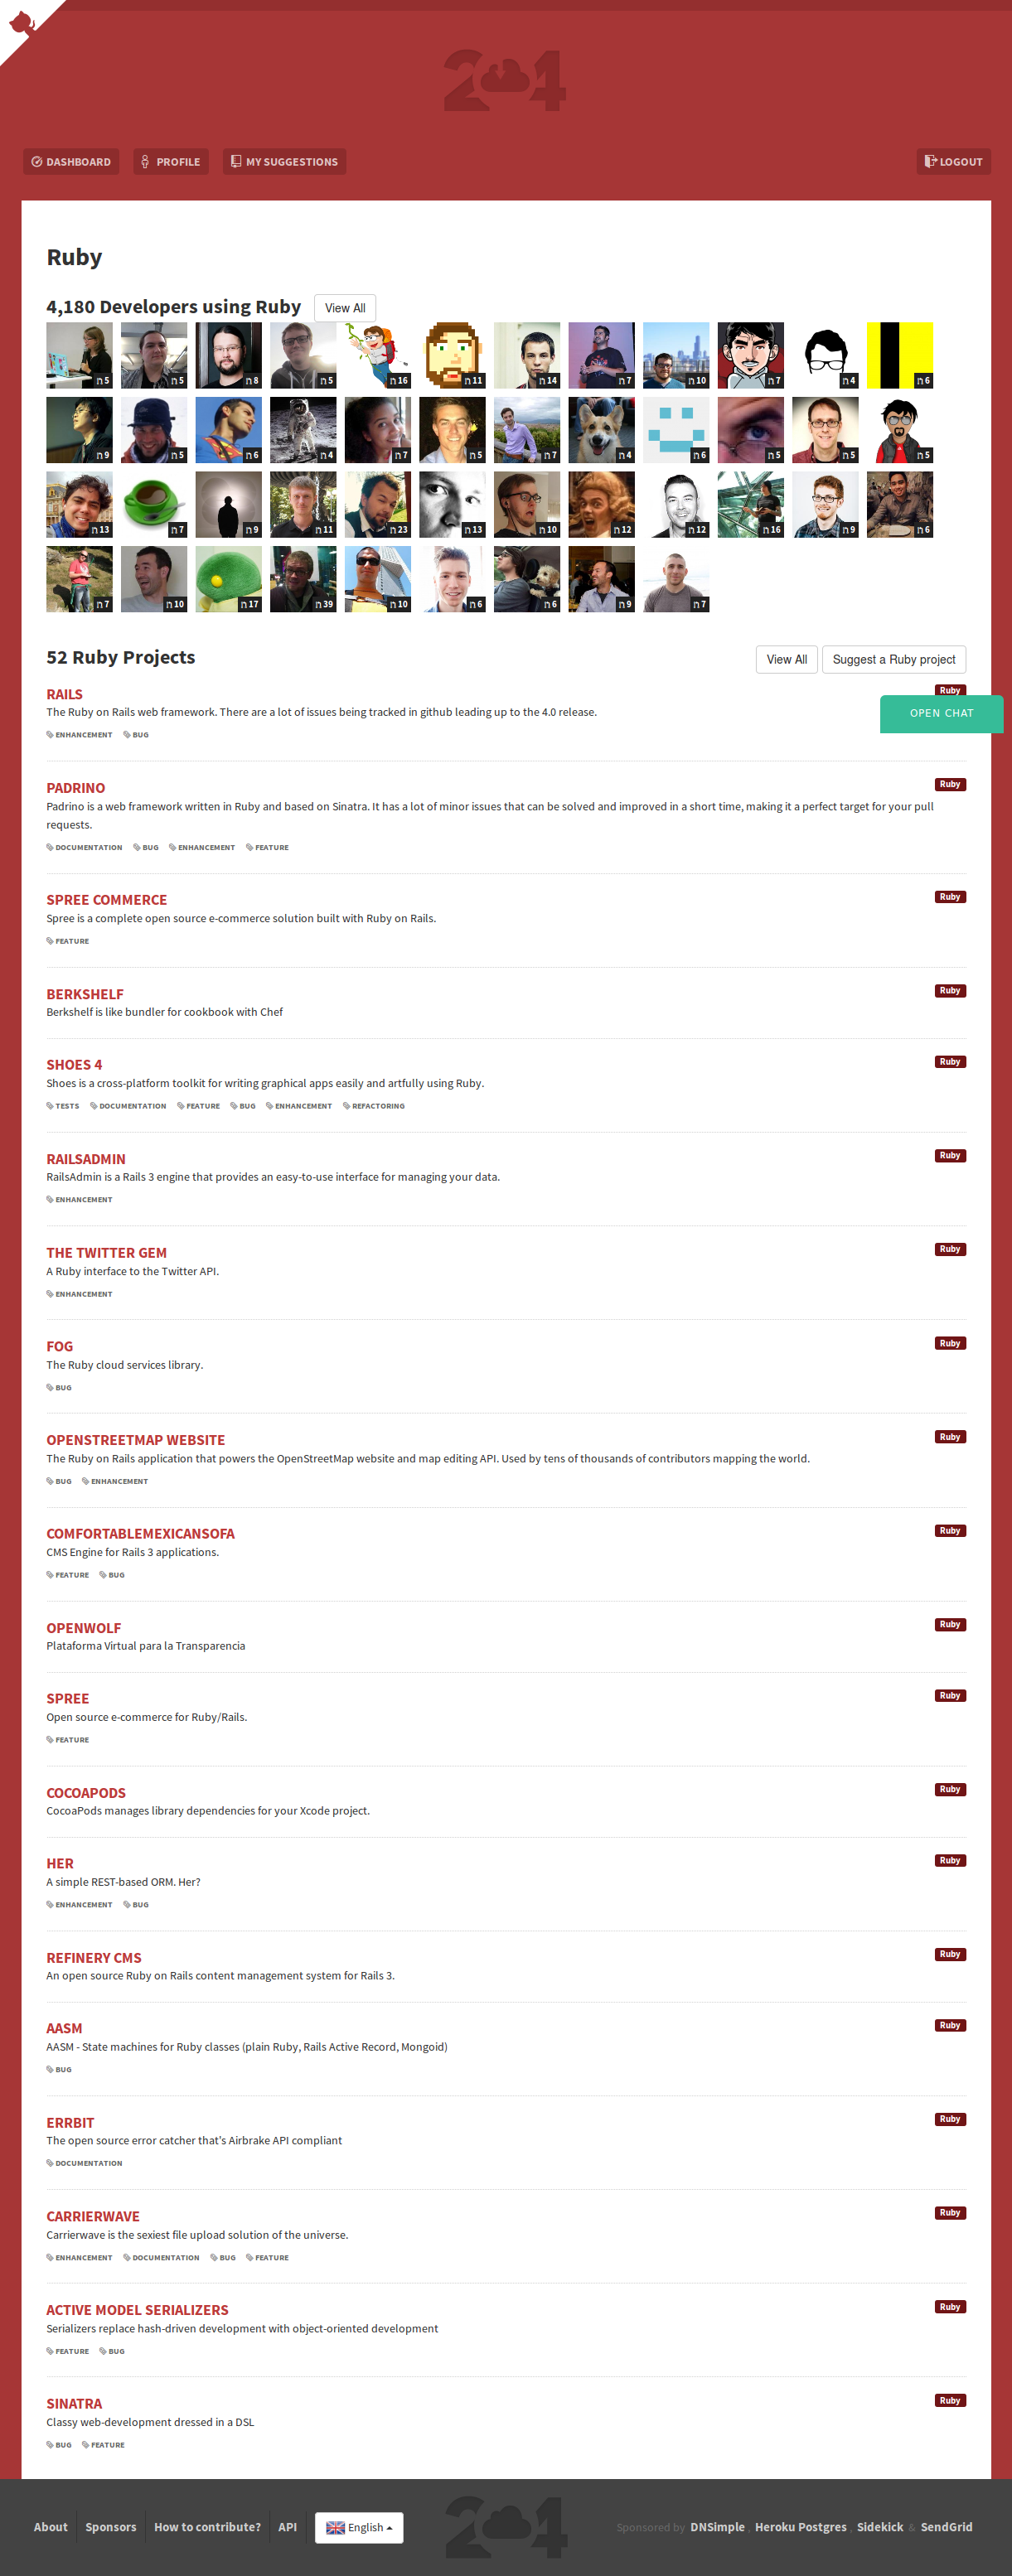 24
DASHBOARD PROFILE MY SUGGESTIONS LOGOUT
Ruby
4,180 Developers using Ruby View All
5 5 8 5 16 11 14 7 10 7 4 6
9 5 6 4 7 5 7 4 6 5 5 5
13 7 9 11 23 13 10 12 12 16 9 6
7 10 17 39 10 6 6 9 7
52 Ruby Projects View All Suggest a Ruby project
RAILS Ruby
The Ruby on Rails web framework. There are a lot of issues being tracked in github leading up to the 4.0 release.
OPEN CHAT
ENHANCEMENT BUG
PADRINO Ruby
Padrino is a web framework written in Ruby and based on Sinatra. It has a lot of minor issues that can be solved and improved in a short time, making it a perfect target for your pull
requests.
DOCUMENTATION BUG ENHANCEMENT FEATURE
SPREE COMMERCE Ruby
Spree is a complete open source e-commerce solution built with Ruby on Rails.
FEATURE
BERKSHELF Ruby
Berkshelf is like bundler for cookbook with Chef
SHOES 4 Ruby
Shoes is a cross-platform toolkit for writing graphical apps easily and artfully using Ruby.
TESTS DOCUMENTATION FEATURE BUG ENHANCEMENT REFACTORING
RAILSADMIN Ruby
RailsAdmin is a Rails 3 engine that provides an easy-to-use interface for managing your data.
ENHANCEMENT
THE TWITTER GEM Ruby
A Ruby interface to the Twitter API.
ENHANCEMENT
FOG Ruby
The Ruby cloud services library.
BUG
OPENSTREETMAP WEBSITE Ruby
The Ruby on Rails application that powers the OpenStreetMap website and map editing API. Used by tens of thousands of contributors mapping the world.
BUG ENHANCEMENT
COMFORTABLEMEXICANSOFA Ruby
CMS Engine for Rails 3 applications.
FEATURE BUG
OPENWOLF Ruby
Plataforma Virtual para la Transparencia
SPREE Ruby
Open source e-commerce for Ruby/Rails.
FEATURE
COCOAPODS Ruby
CocoaPods manages library dependencies for your Xcode project.
HER Ruby
A simple REST-based ORM. Her?
ENHANCEMENT BUG
REFINERY CMS Ruby
An open source Ruby on Rails content management system for Rails 3.
AASM Ruby
AASM - State machines for Ruby classes (plain Ruby, Rails Active Record, Mongoid)
BUG
ERRBIT Ruby
The open source error catcher that's Airbrake API compliant
DOCUMENTATION
CARRIERWAVE Ruby
Carrierwave is the sexiest file upload solution of the universe.
ENHANCEMENT DOCUMENTATION BUG FEATURE
ACTIVE MODEL SERIALIZERS Ruby
Serializers replace hash-driven development with object-oriented development
FEATURE BUG
SINATRA Ruby
Classy web-development dressed in a DSL
BUG FEATURE
About Sponsors How to contribute? API English 24 Sponsored by DNSimple, Heroku Postgres, Sidekick & SendGrid